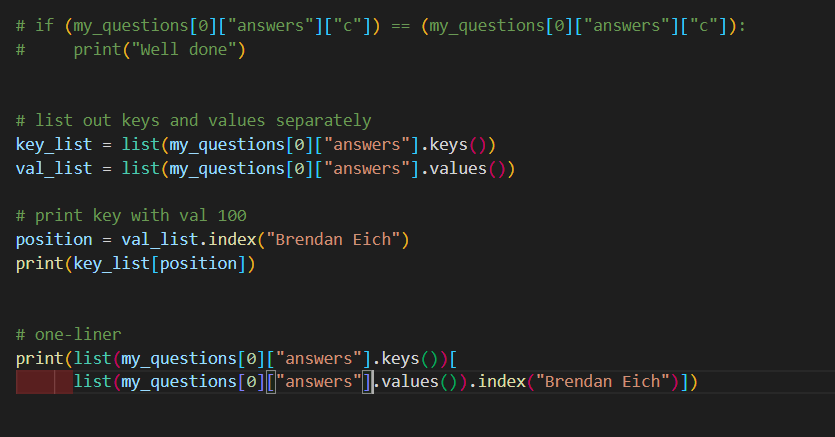 # if (my_questions[0]["answers"]["c"]) == (my_questions[0]["answers"]["c"]):
#     print("Well done")
# list out keys and values separately
key_list = list(my_questions[0]["answers"].keys())
val_list = list(my_questions[0]["answers"].values())
# print key with val 100
position = val_list.index("Brendan Eich")
print(key_list[position])
# one-liner
print(list(my_questions[0]["answers"].keys())[
      list(my_questions[0]["answers"].values()).index("Brendan Eich")])